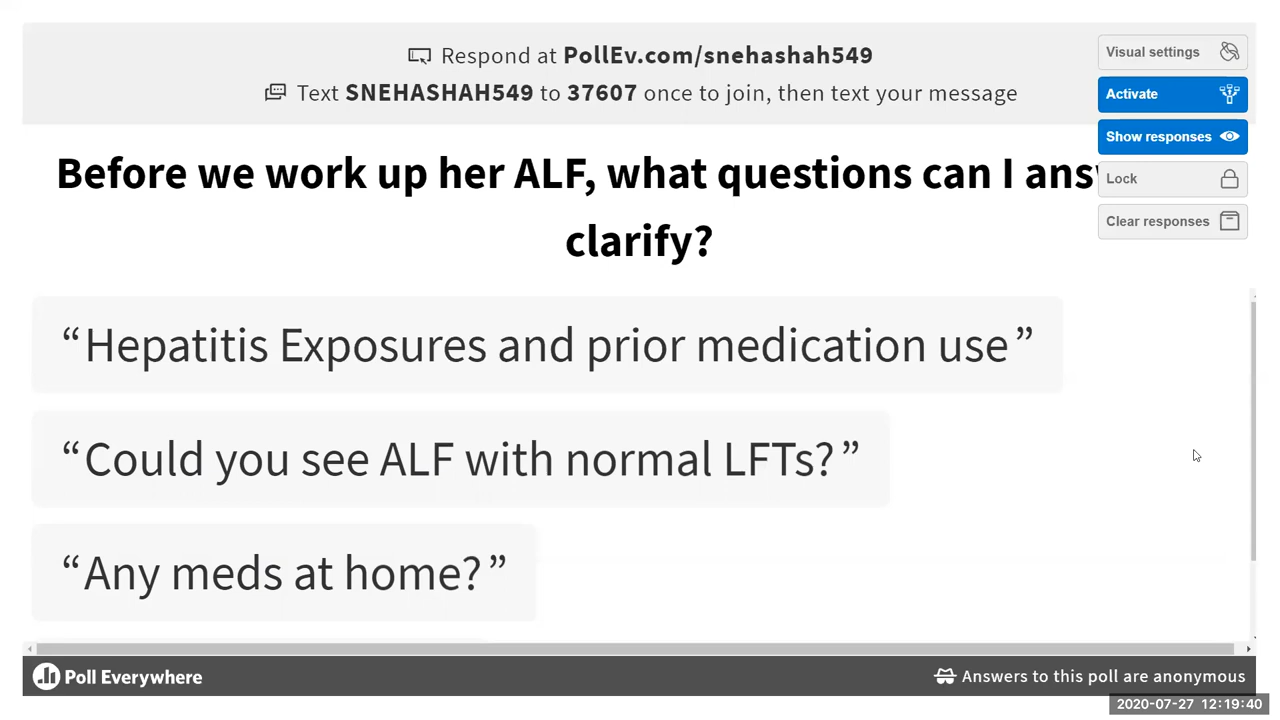 Respond at PollEv.com/snehashah549
Text SNEHASHAH549 to 37607 once to join, then text your message
Visual settings
Activate
Show responses
Lock
Clear responses
Before we work up her ALF, what questions can I
clarify?
“Hepatitis Exposures and prior medication use”
“Could you see ALF with normal LFTs?”
“Any meds at home?”
Poll Everywhere
Answers to this poll are anonymous
2020-07-27 12:19:40